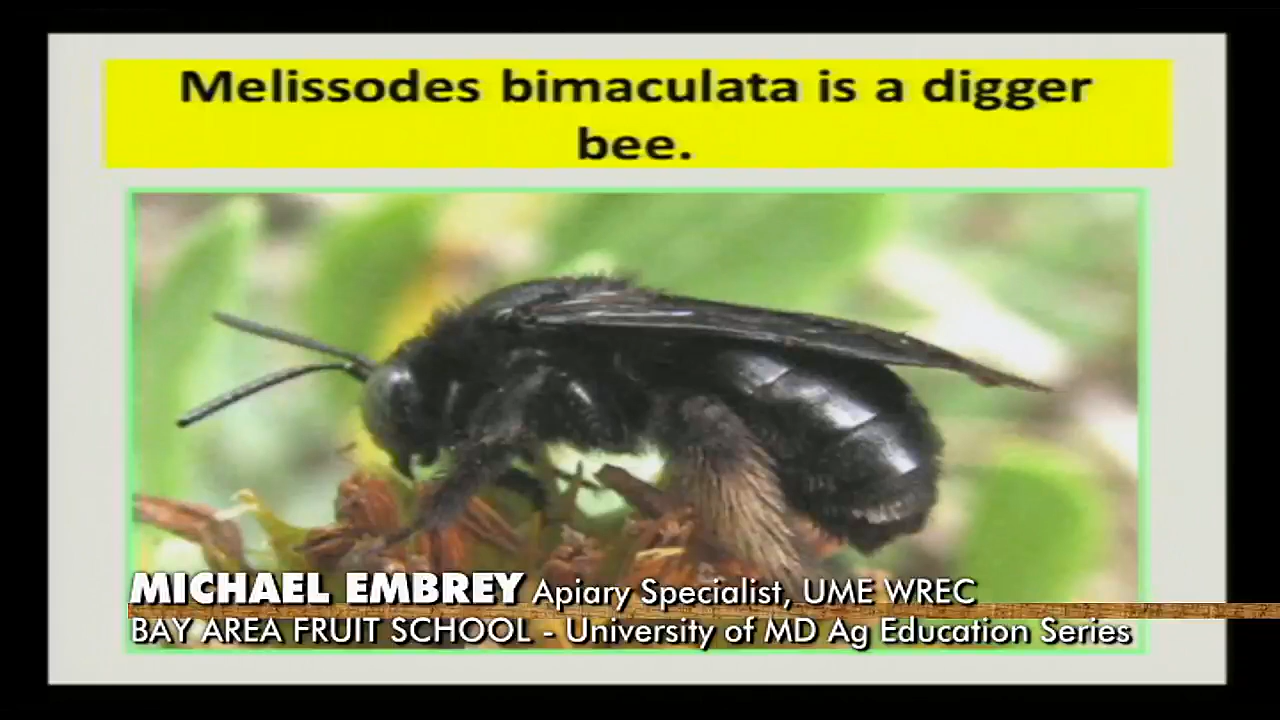 Melissodes bimaculata is a digger
bee.
MICHAEL EMBREY Apiary Specialist, UME WREC
BAY AREA FRUIT SCHOOL - University of MD Ag Education Series